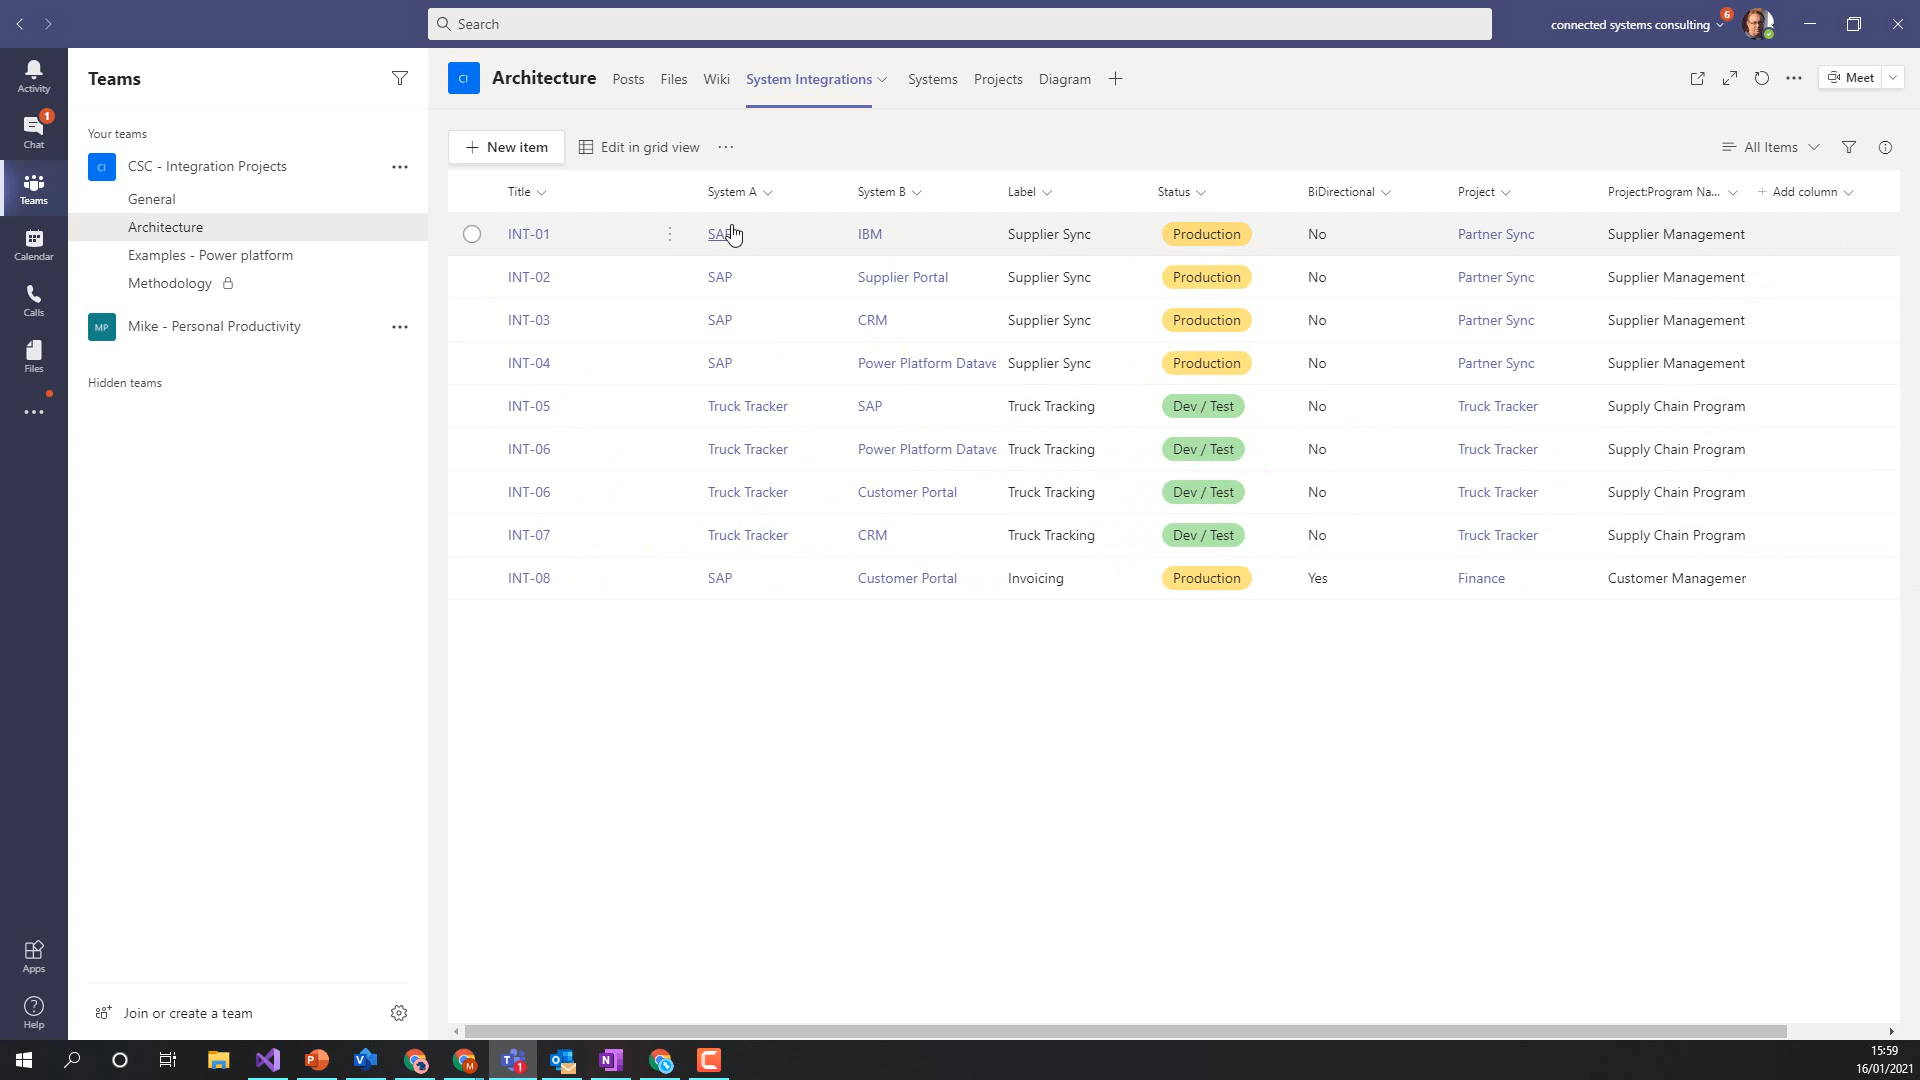 Search
connected systems consulting
6
Activity
Chat
1
Teams
Calendar
Calls
Files
Apps
Help
Teams
Your teams
CI
CSC - Integration Projects
General
Architecture
Examples - Power platform
Methodology
MP
Mike - Personal Productivity
Hidden teams
Join or create a team
CI Architecture Posts Files Wiki System Integrations Systems Projects Diagram
Meet
New item Edit in grid view
All Items
Title System A System B Label Status BiDirectional Project Project:Program Na... Add column
INT-01 SAP IBM Supplier Sync Production No Partner Sync Supplier Management
INT-02 SAP Supplier Portal Supplier Sync Production No Partner Sync Supplier Management
INT-03 SAP CRM Supplier Sync Production No Partner Sync Supplier Management
INT-04 SAP Power Platform Datave Supplier Sync Production No Partner Sync Supplier Management
INT-05 Truck Tracker SAP Truck Tracking Dev / Test No Truck Tracker Supply Chain Program
INT-06 Truck Tracker Power Platform Datave Truck Tracking Dev / Test No Truck Tracker Supply Chain Program
INT-06 Truck Tracker Customer Portal Truck Tracking Dev / Test No Truck Tracker Supply Chain Program
INT-07 Truck Tracker CRM Truck Tracking Dev / Test No Truck Tracker Supply Chain Program
INT-08 SAP Customer Portal Invoicing Production Yes Finance Customer Managemer
15:59
16/01/2021